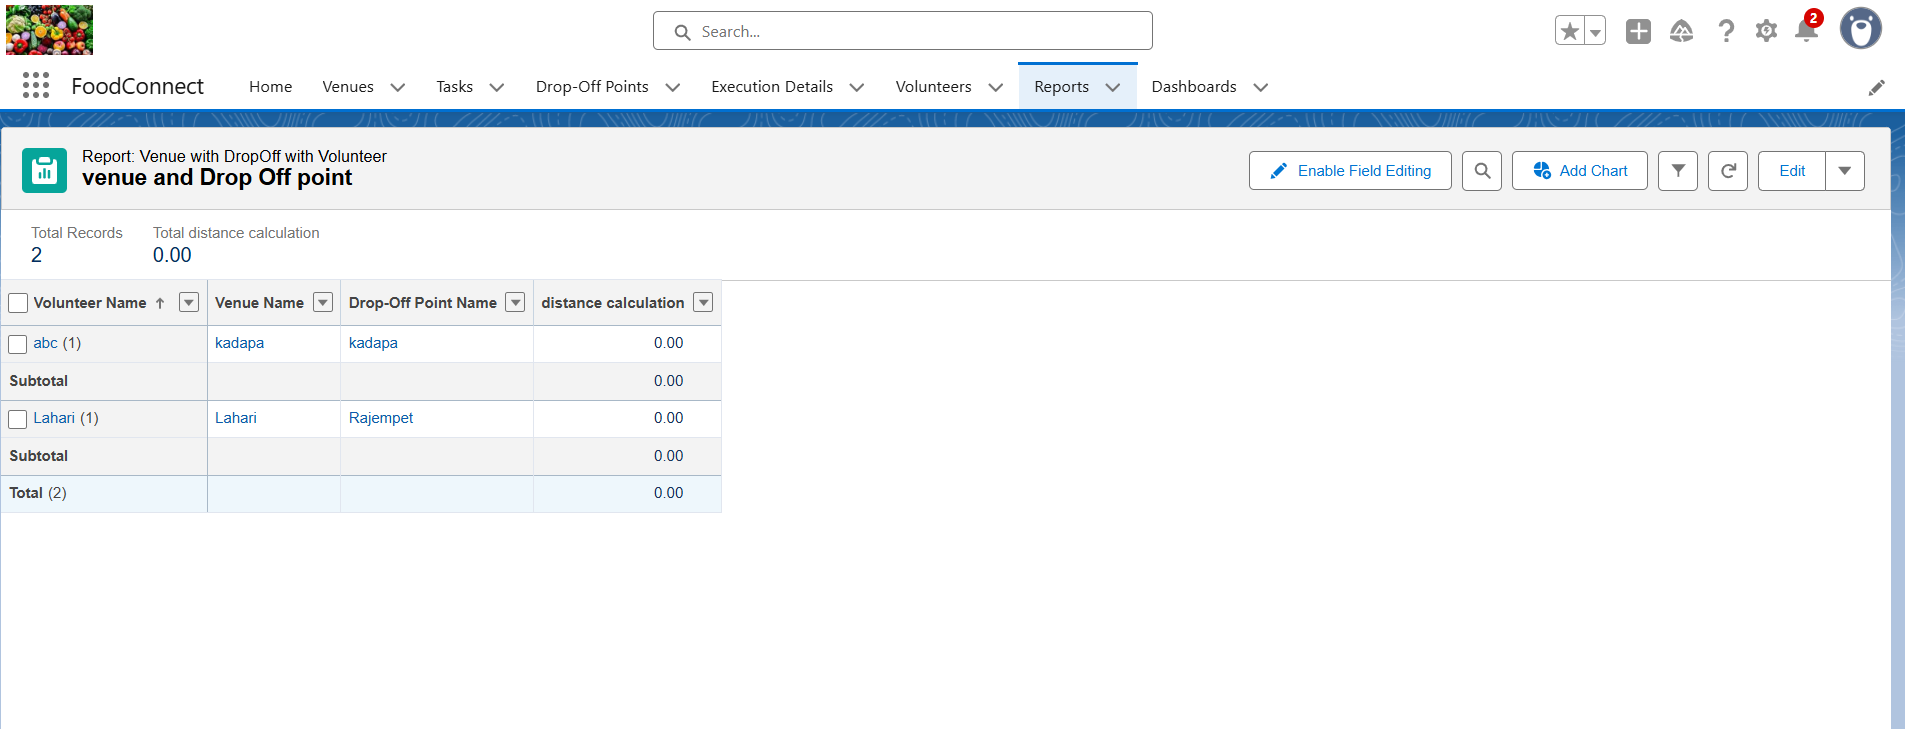 Search...
2
FoodConnect
Home
Venues
Tasks
Drop-Off Points
Execution Details
Volunteers
Reports
Dashboards
Report: Venue with DropOff with Volunteer
venue and Drop Off point
Enable Field Editing
Add Chart
Edit
Total Records
2
Total distance calculation
0.00
Volunteer Name ↑ Venue Name Drop-Off Point Name distance calculation
abc (1) kadapa kadapa 0.00
Subtotal 0.00
Lahari (1) Lahari Rajempet 0.00
Subtotal 0.00
Total (2) 0.00